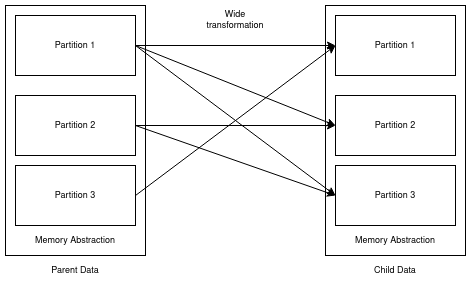 Wide
transformation
Partition 1
Partition 2
Partition 3
Memory Abstraction
Parent Data
Partition 1
Partition 2
Partition 3
Memory Abstraction
Child Data